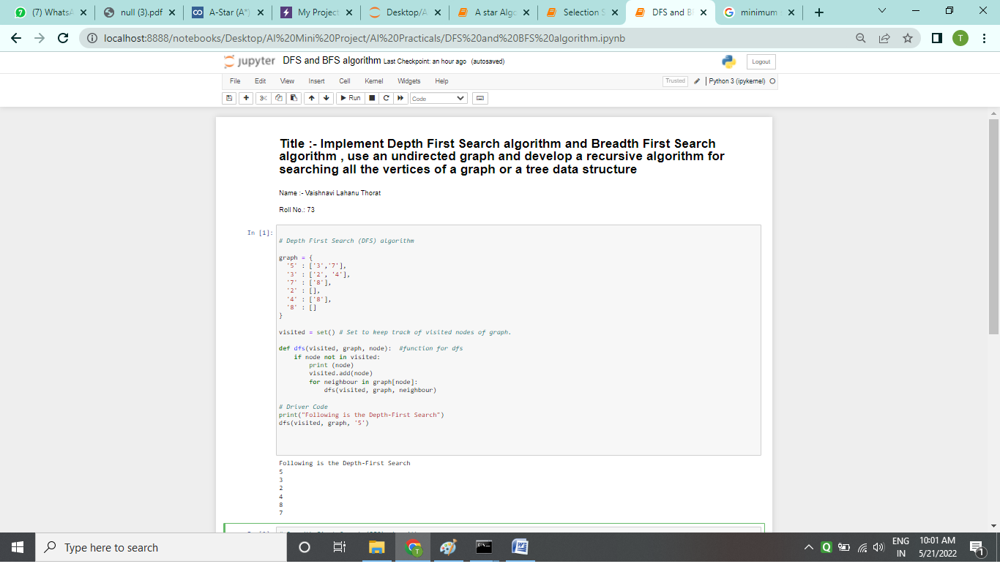 (7) WhatsA
null (3).pdf
A-Star (A*)
My Project
Desktop/A
A star Algo
Selection S
DFS and BF
minimum
localhost:8888/notebooks/Desktop/AI%20Mini%20Project/AI%20Practicals/DFS%20and%20BFS%20algorithm.ipynb
T
jupyter DFS and BFS algorithm Last Checkpoint: an hour ago (autosaved)
Logout
File Edit View Insert Cell Kernel Widgets Help
Trusted Python 3 (ipykernel)
Run Code
Title :- Implement Depth First Search algorithm and Breadth First Search
algorithm , use an undirected graph and develop a recursive algorithm for
searching all the vertices of a graph or a tree data structure
Name :- Vaishnavi Lahanu Thorat
Roll No.: 73
In [1]:
# Depth First Search (DFS) algorithm
graph = {
'5' : ['3','7'],
'3' : ['2', '4'],
'7' : ['8'],
'2' : [],
'4' : ['8'],
'8' : []
}
visited = set() # Set to keep track of visited nodes of graph.
def dfs(visited, graph, node): #function for dfs
if node not in visited:
print (node)
visited.add(node)
for neighbour in graph[node]:
dfs(visited, graph, neighbour)
# Driver Code
print("Following is the Depth-First Search")
dfs(visited, graph, '5')
Following is the Depth-First Search
5
3
2
4
8
7
Type here to search
T
ENG
IN
10:01 AM
5/21/2022
1